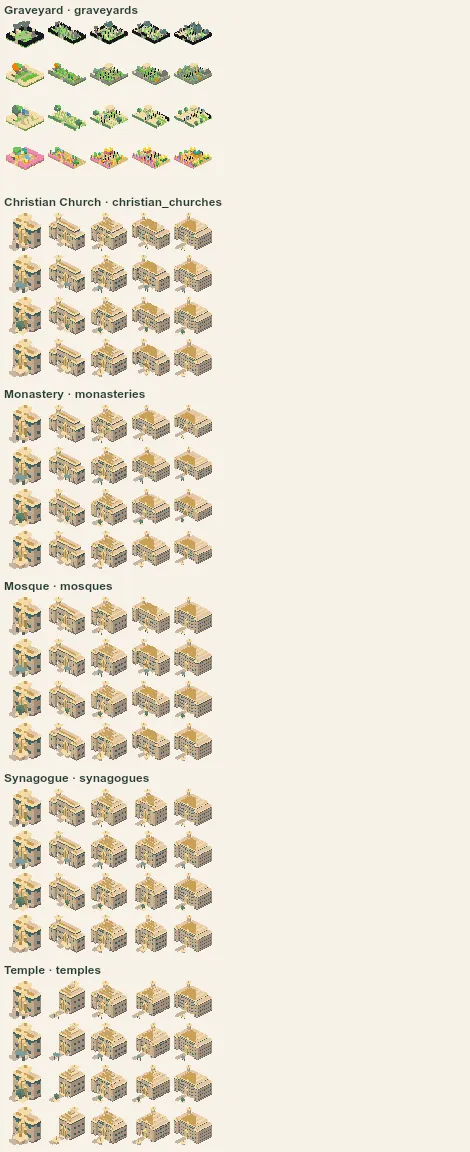 Graveyard · graveyards
Christian Church · christian_churches
Monastery · monasteries
Mosque · mosques
Synagogue · synagogues
Temple · temples